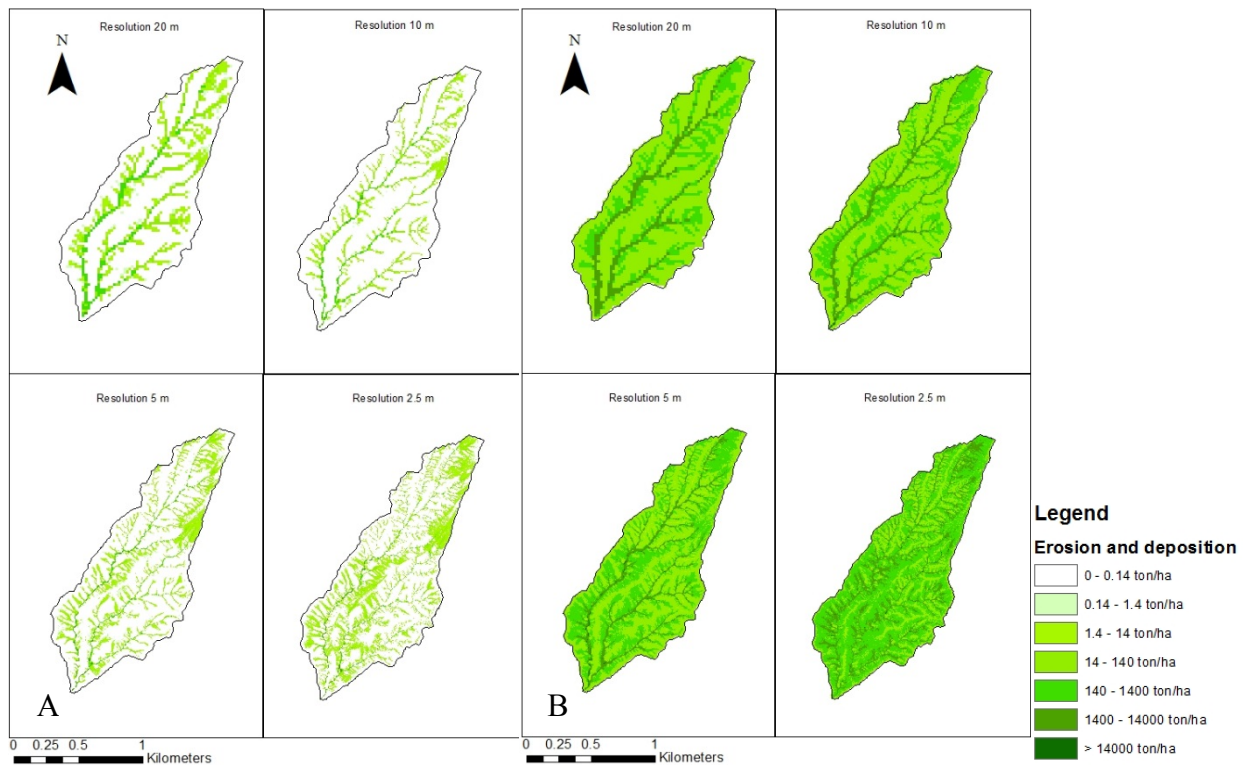 Resolution 20 m
Resolution 10 m
Resolution 20 m
Resolution 10 m
N
N
Resolution 5 m
Resolution 2.5 m
Resolution 5 m
Resolution 2.5 m
A
B
0 0.25 0.5 1
Kilometers
0 0.25 0.5 1
Kilometers
Legend
Erosion and deposition
0 - 0.14 ton/ha
0.14 - 1.4 ton/ha
1.4 - 14 ton/ha
14 - 140 ton/ha
140 - 1400 ton/ha
1400 - 14000 ton/ha
> 14000 ton/ha